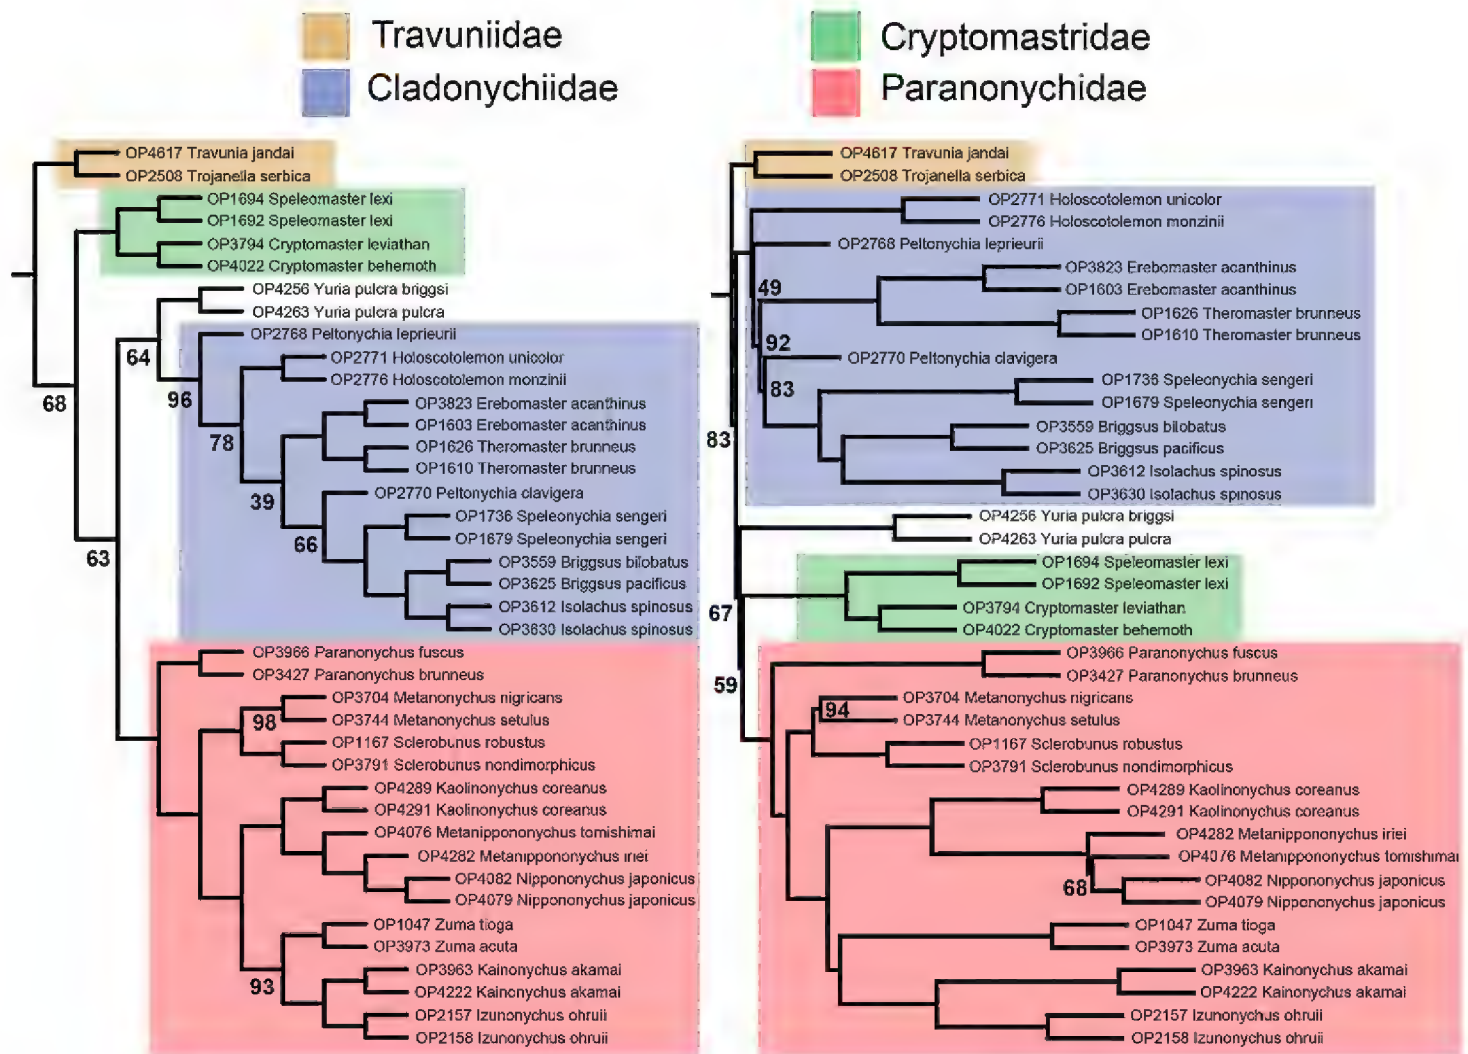 Travuniidae
Cladonychiidae
Cryptomastridae
Paranonychidae
OP4617 Travunia jandai
OP2508 Trojanella serbica
OP1694 Speleomaster lexi
OP1692 Speleomaster lexi
OP3794 Cryptomaster leviathan
OP4022 Cryptomaster behemoth
OP4256 Yuria pulcra briggsi
OP4263 Yuria pulcra pulcra
OP2768 Peltonychia leprieurii
64
OP2771 Holoscotolemon unicolor
OP2776 Holoscotolemon monzinii
68
96
OP3823 Erebomaster acanthinus
OP1603 Erebomaster acanthinus
78
OP1626 Theromaster brunneus
OP1610 Theromaster brunneus
OP2770 Peltonychia clavigera
39
OP1736 Speleonychia sengeri
OP1679 Speleonychia sengeri
66
63
OP3559 Briggsus bilobatus
OP3625 Briggsus pacificus
OP3612 Isolachus spinosus
OP3630 Isolachus spinosus
OP3966 Paranonychus fuscus
OP3427 Paranonychus brunneus
OP3704 Metanonychus nigricans
98
OP3744 Metanonychus setulus
OP1167 Sclerobunus robustus
OP3791 Sclerobunus nondimorphicus
OP4289 Kaolinonychus coreanus
OP4291 Kaolinonychus coreanus
OP4076 Metanippononychus tomishimai
OP4282 Metanippononychus iriei
OP4082 Nippononychus japonicus
OP4079 Nippononychus japonicus
OP1047 Zuma tioga
OP3973 Zuma acuta
OP3963 Kainonychus akamai
93
OP4222 Kainonychus akamai
OP2157 Izunonychus ohruii
OP2158 Izunonychus ohruii
OP4617 Travunia jandai
OP2508 Trojanella serbica
OP2771 Holoscotolemon unicolor
OP2776 Holoscotolemon monzinii
OP2768 Peltonychia leprieurii
OP3823 Erebomaster acanthinus
49
OP1603 Erebomaster acanthinus
OP1626 Theromaster brunneus
OP1610 Theromaster brunneus
92
OP2770 Peltonychia clavigera
OP1736 Speleonychia sengeri
83
OP1679 Speleonychia sengeri
OP3559 Briggsus bilobatus
83
OP3625 Briggsus pacificus
OP3612 Isolachus spinosus
OP3630 Isolachus spinosus
OP4256 Yuria pulcra briggsi
OP4263 Yuria pulcra pulcra
OP1694 Speleomaster lexi
OP1692 Speleomaster lexi
OP3794 Cryptomaster leviathan
67
OP4022 Cryptomaster behemoth
OP3966 Paranonychus fuscus
OP3427 Paranonychus brunneus
59
OP3704 Metanonychus nigricans
94
OP3744 Metanonychus setulus
OP1167 Sclerobunus robustus
OP3791 Sclerobunus nondimorphicus
OP4289 Kaolinonychus coreanus
OP4291 Kaolinonychus coreanus
OP4282 Metanippononychus iriei
OP4076 Metanippononychus tomishimai
68
OP4082 Nippononychus japonicus
OP4079 Nippononychus japonicus
OP1047 Zuma tioga
OP3973 Zuma acuta
OP3963 Kainonychus akamai
OP4222 Kainonychus akamai
OP2157 Izunonychus ohruii
OP2158 Izunonychus ohruii